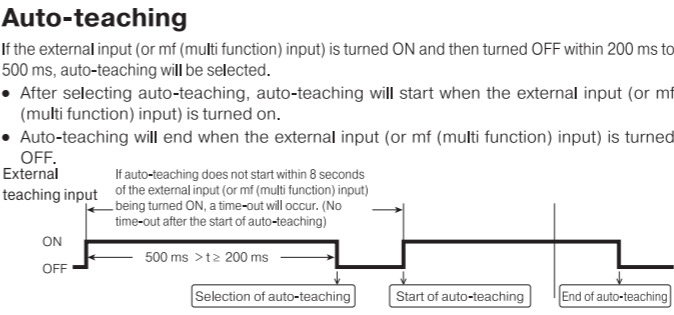 Auto-teaching
If the external input (or mf (multi function) input) is turned ON and then turned OFF within 200 ms to
500 ms, auto-teaching will be selected.
• After selecting auto-teaching, auto-teaching will start when the external input (or mf
(multi function) input) is turned on.
• Auto-teaching will end when the external input (or mf (multi function) input) is turned
OFF.
External
teaching input
If auto-teaching does not start within 8 seconds
of the external input (or mf (multi function) input)
being turned ON, a time-out will occur. (No
time-out after the start of auto-teaching)
ON
OFF
500 ms >t≥ 200 ms
Selection of auto-teaching
Start of auto-teaching
End of auto-teaching